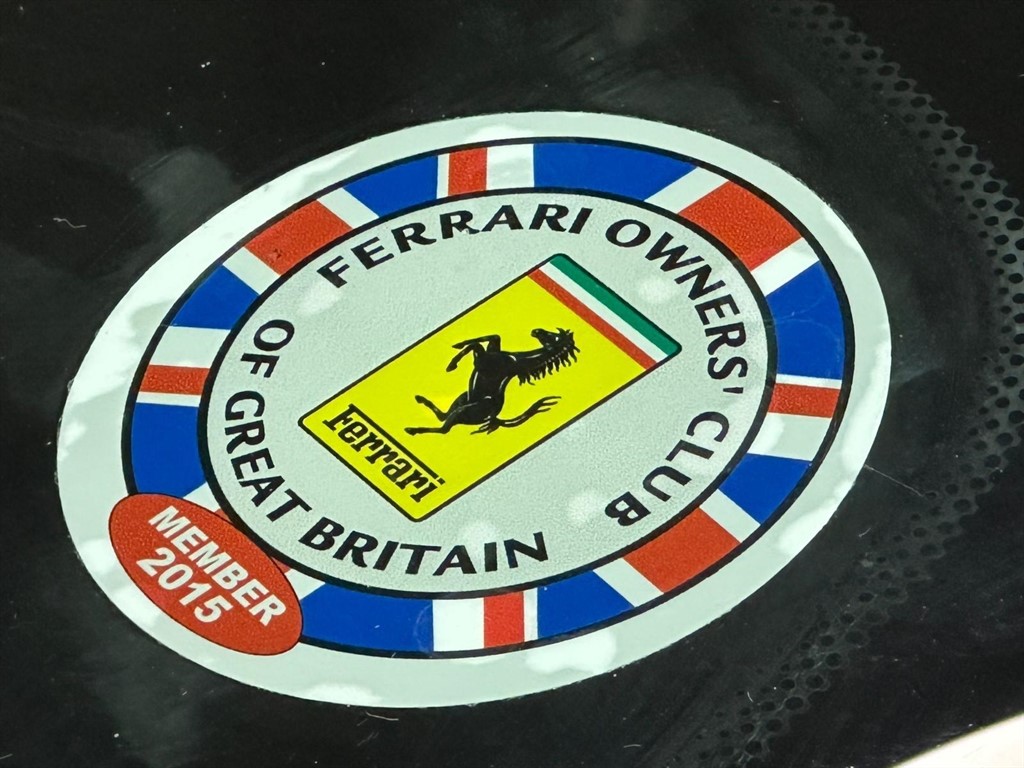 FERRARI OWNERS' CLUB
OF GREAT BRITAIN
Ferrari
MEMBER
2015